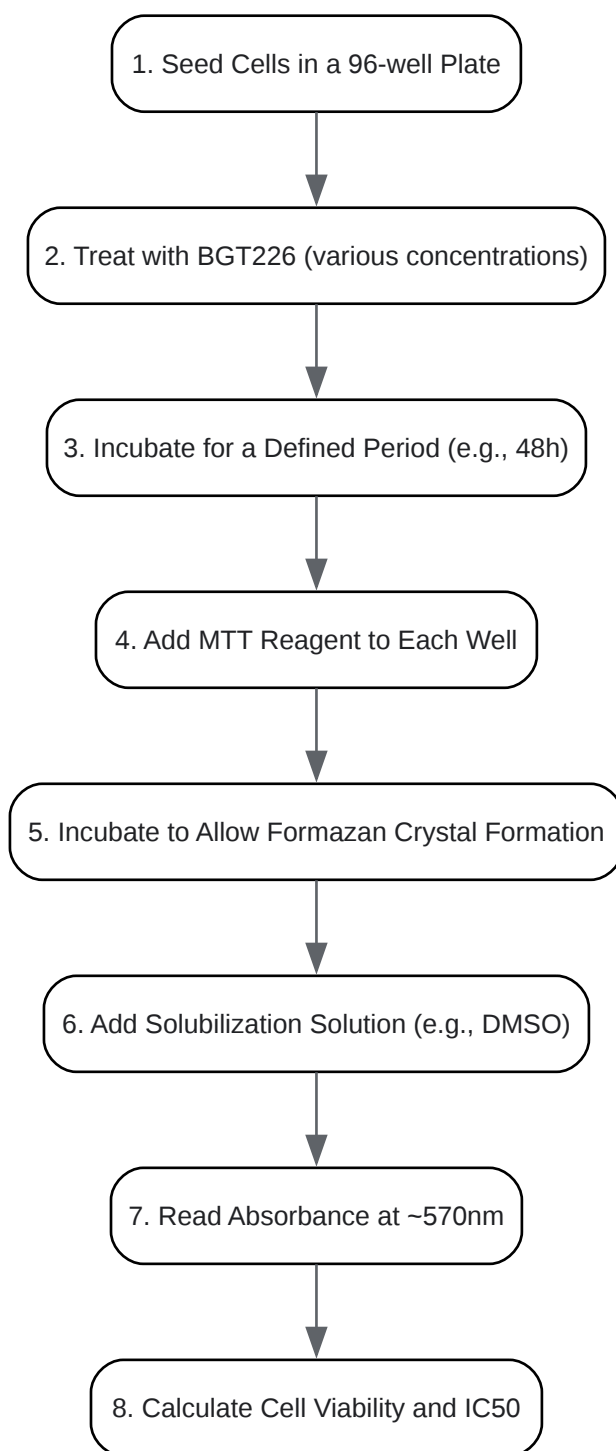 1. Seed Cells in a 96-well Plate
2. Treat with BGT226 (various concentrations)
3. Incubate for a Defined Period (e.g., 48h)
4. Add MTT Reagent to Each Well
5. Incubate to Allow Formazan Crystal Formation
6. Add Solubilization Solution (e.g., DMSO)
7. Read Absorbance at ~570nm
8. Calculate Cell Viability and IC50